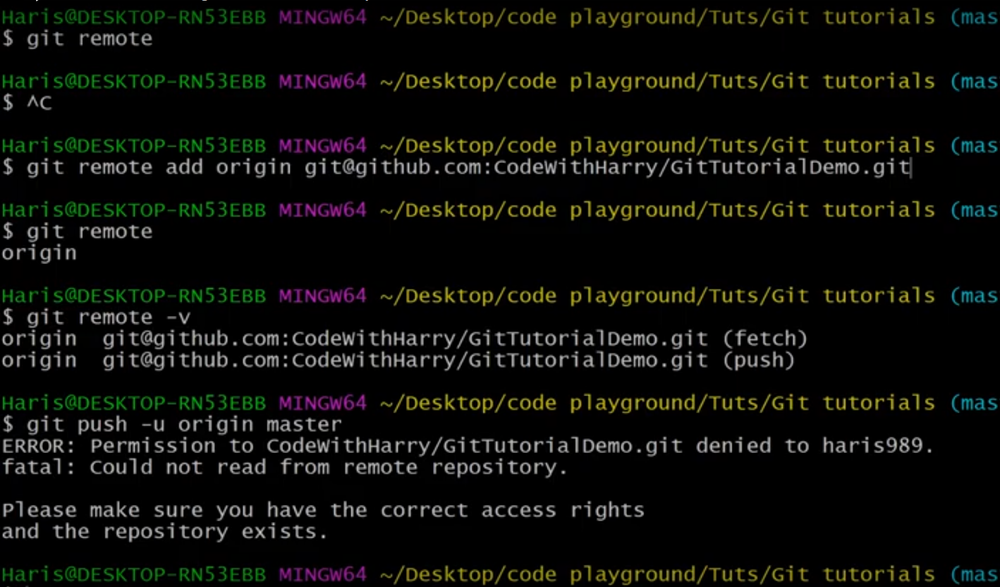 Haris@DESKTOP-RN53EBB MINGW64 ~/Desktop/code playground/Tuts/Git tutorials (mas
$ git remote
Haris@DESKTOP-RN53EBB MINGW64 ~/Desktop/code playground/Tuts/Git tutorials (mas
$ ^C
Haris@DESKTOP-RN53EBB MINGW64 ~/Desktop/code playground/Tuts/Git tutorials (mas
$ git remote add origin git@github.com:CodeWithHarry/GitTutorialDemo.git
Haris@DESKTOP-RN53EBB MINGW64 ~/Desktop/code playground/Tuts/Git tutorials (mas
$ git remote
origin
Haris@DESKTOP-RN53EBB MINGW64 ~/Desktop/code playground/Tuts/Git tutorials (mas
$ git remote -v
origin  git@github.com:CodeWithHarry/GitTutorialDemo.git (fetch)
origin  git@github.com:CodeWithHarry/GitTutorialDemo.git (push)
Haris@DESKTOP-RN53EBB MINGW64 ~/Desktop/code playground/Tuts/Git tutorials (mas
$ git push -u origin master
ERROR: Permission to CodeWithHarry/GitTutorialDemo.git denied to haris989.
fatal: Could not read from remote repository.
Please make sure you have the correct access rights
and the repository exists.
Haris@DESKTOP-RN53EBB MINGW64 ~/Desktop/code playground/Tuts/Git tutorials (mas